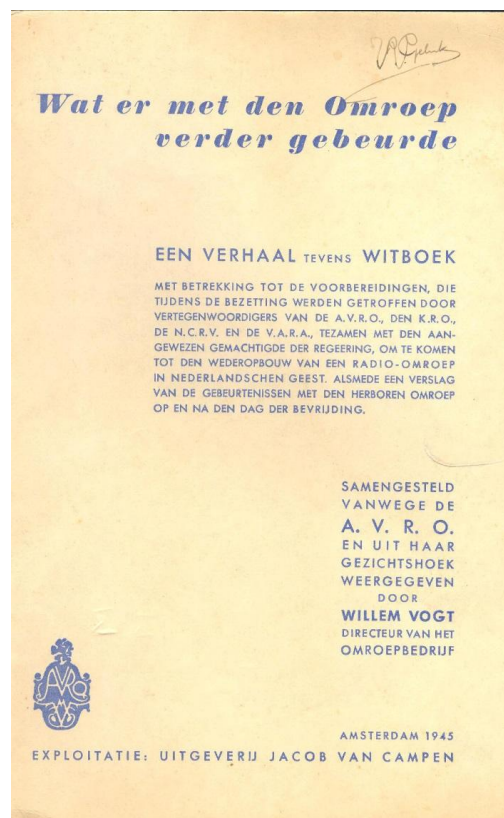 Wat er met den Omroep
verder gebeurde
EEN VERHAAL TEVENS WITBOEK
MET BETREKKING TOT DE VOORBEREIDINGEN, DIE
TIJDENS DE BEZETTING WERDEN GETROFFEN DOOR
VERTEGENWOORDIGERS VAN DE A.V.R.O., DEN K.R.O.,
DE N.C.R.V. EN DE V.A.R.A., TEZAMEN MET DEN AAN-
GEWEZEN GEMACHTIGDE DER REGEERING, OM TE KOMEN
TOT DEN WEDEROPBOUW VAN EEN RADIO-OMROEP
IN NEDERLANDSCHEN GEEST. ALSMEDE EEN VERSLAG
VAN DE GEBEURTENISSEN MET DEN HERBOREN OMROEP
OP EN NA DEN DAG DER BEVRIJDING.
SAMENGESTELD
VANWEGE DE
A. V. R. O.
EN UIT HAAR
GEZICHTSHOEK
WEERGEGEVEN
DOOR
WILLEM VOGT
DIRECTEUR VAN HET
OMROEPBEDRIJF
AVRO
AMSTERDAM 1945
EXPLOITATIE: UITGEVERIJ JACOB VAN CAMPEN